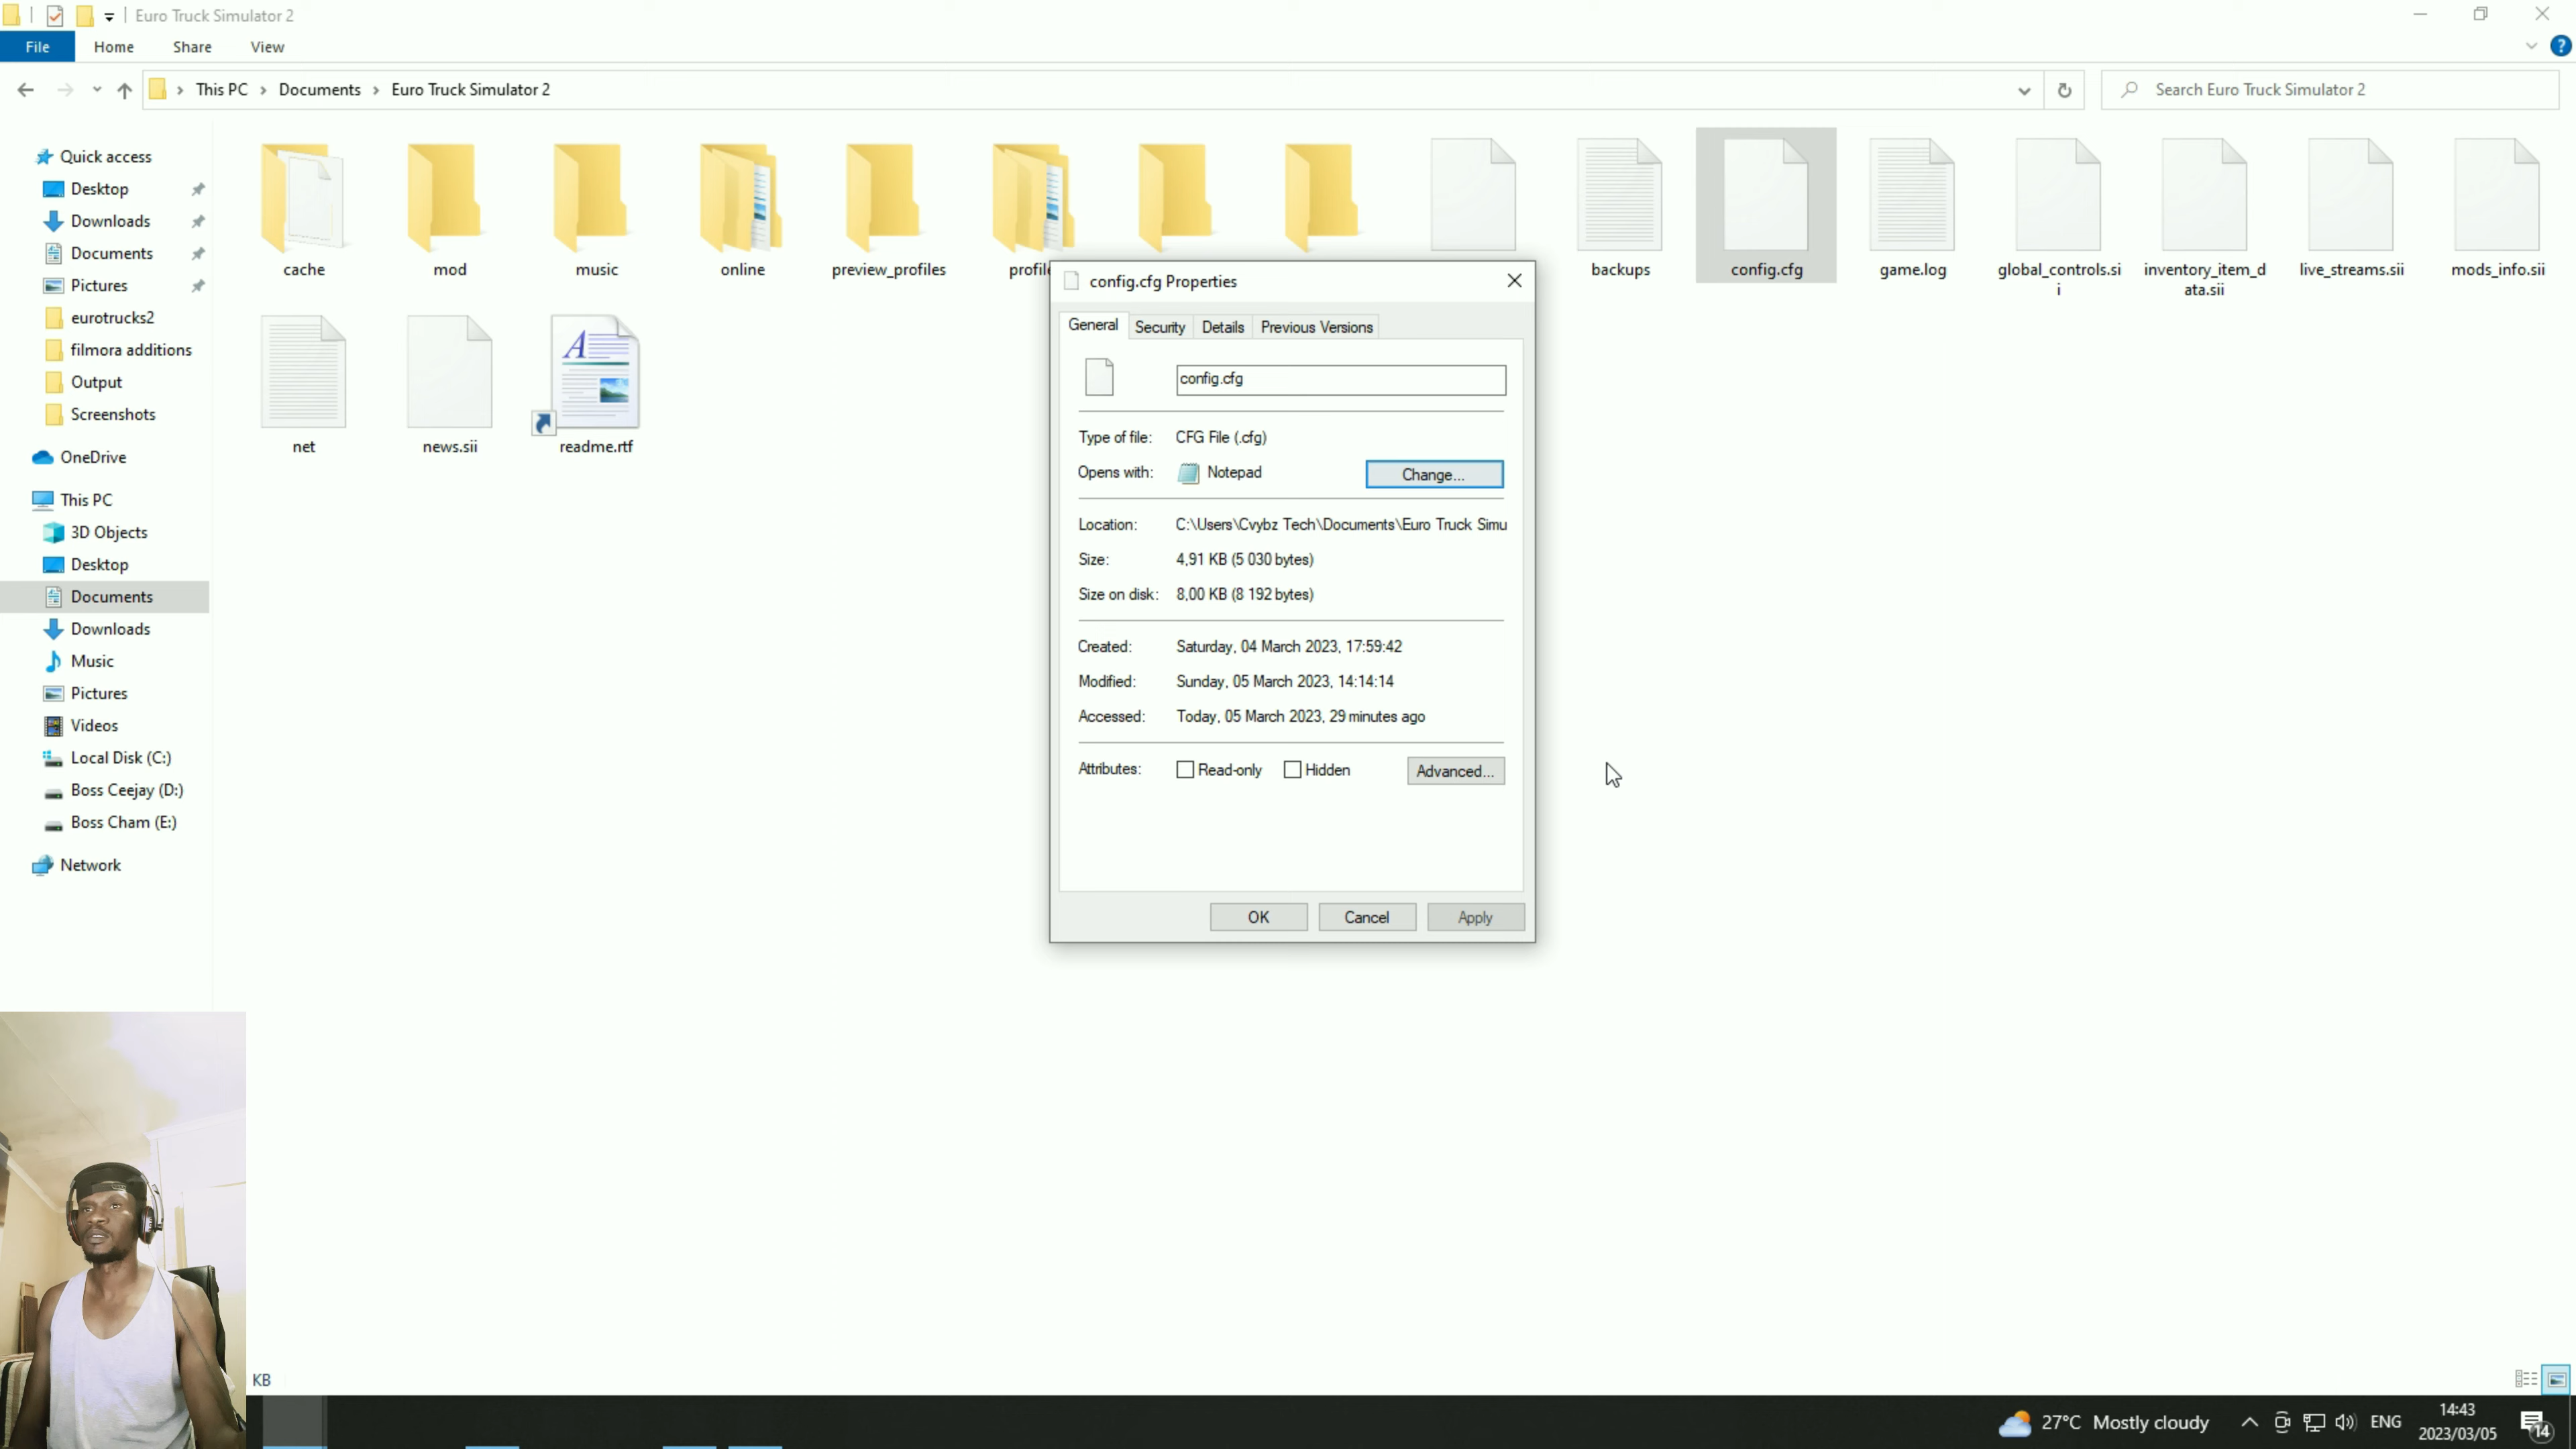 Euro Truck Simulator 2
File Home Share View
This PC Documents Euro Truck Simulator 2
Search Euro Truck Simulator 2
Quick access
Desktop
Downloads
Documents
Pictures
eurotrucks2
filmora additions
Output
Screenshots
OneDrive
This PC
3D Objects
Desktop
Documents
Downloads
Music
Pictures
Videos
Local Disk (C:)
Boss Ceejay (D:)
Boss Cham (E:)
Network
cache mod music online preview_profiles profile backups config.cfg game.log global_controls.si inventory_item_d live_streams.sii mods_info.sii
i ata.sii
net news.sii readme.rtf
config.cfg Properties
General Security Details Previous Versions
config.cfg
Type of file: CFG File (.cfg)
Opens with: Notepad Change...
Location: C:\Users\Cvybz Tech\Documents\Euro Truck Simu
Size: 4,91 KB (5 030 bytes)
Size on disk: 8,00 KB (8 192 bytes)
Created: Saturday, 04 March 2023, 17:59:42
Modified: Sunday, 05 March 2023, 14:14:14
Accessed: Today, 05 March 2023, 29 minutes ago
Attributes: Read-only Hidden Advanced...
OK Cancel Apply
KB
27°C Mostly cloudy ENG 14:43
2023/03/05
14